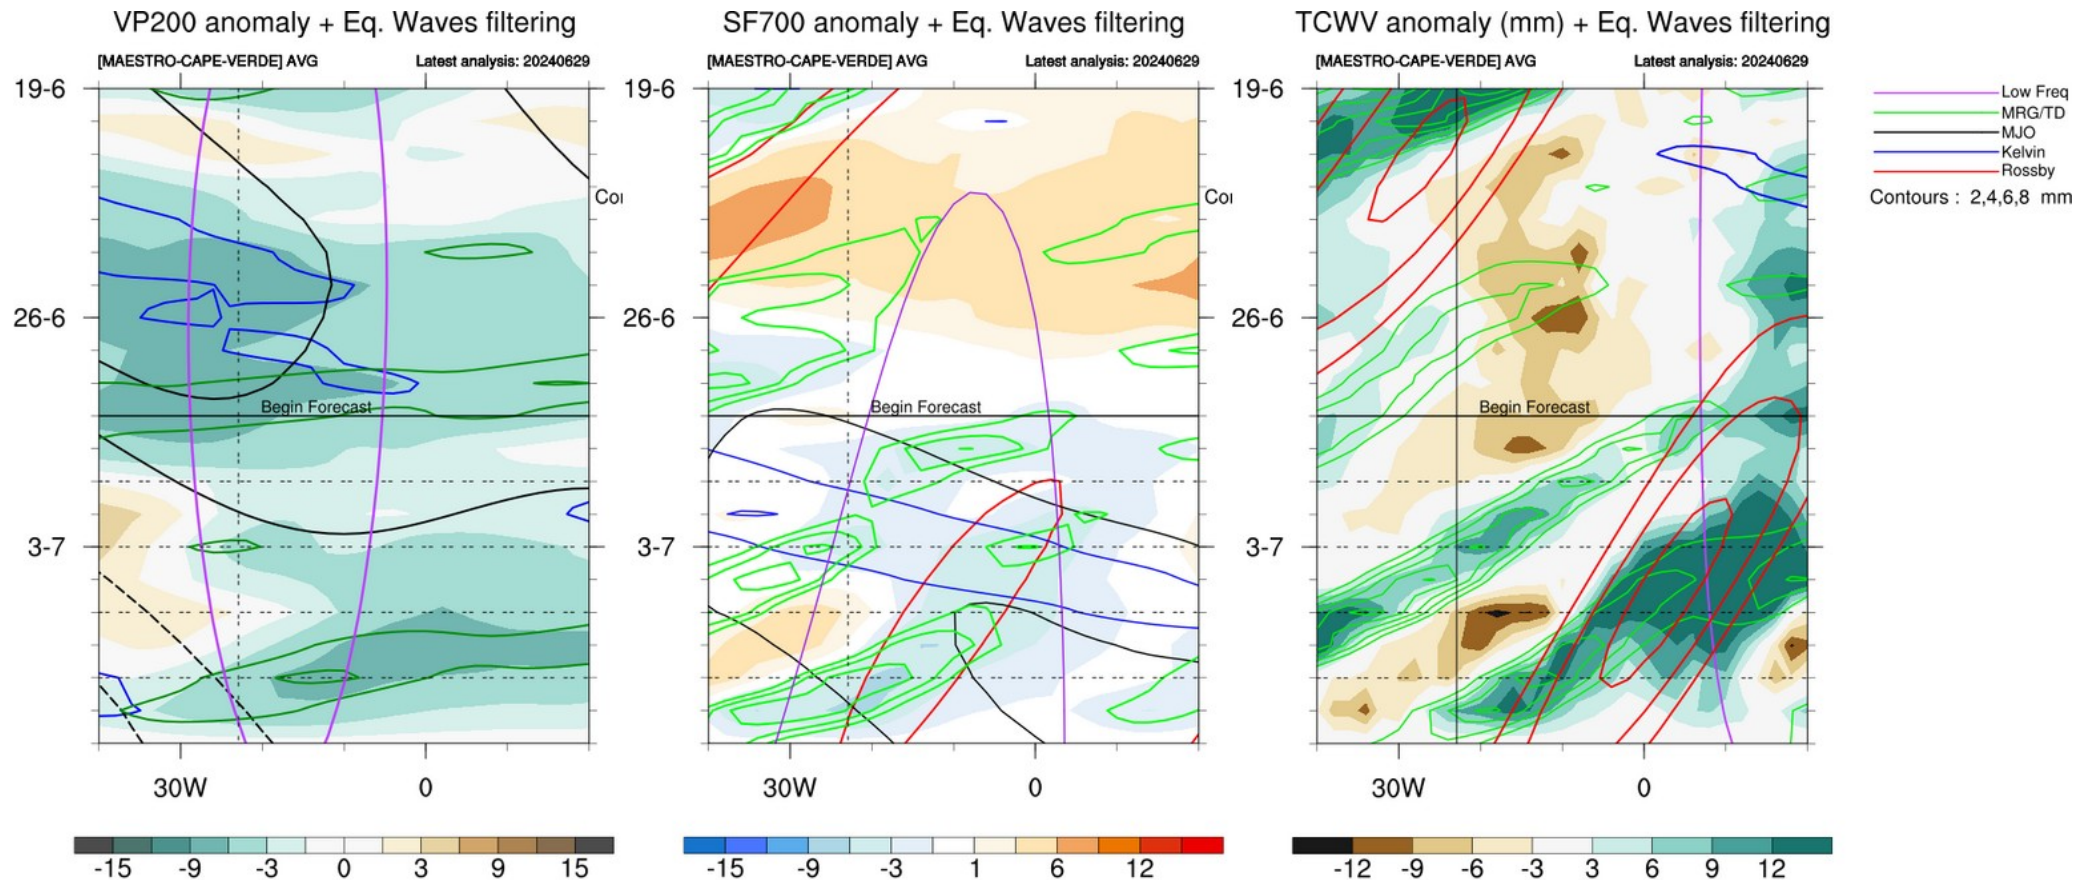 VP200 anomaly + Eq. Waves filtering
[MAESTRO-CAPE-VERDE] AVG Latest analysis: 20240629
19-6
26-6
Begin Forecast
3-7
30W 0
-15 -9 -3 0 3 9 15
SF700 anomaly + Eq. Waves filtering
[MAESTRO-CAPE-VERDE] AVG Latest analysis: 20240629
Coi
19-6
26-6
Begin Forecast
3-7
30W 0
-15 -9 -3 1 6 12
TCWV anomaly (mm) + Eq. Waves filtering
[MAESTRO-CAPE-VERDE] AVG Latest analysis: 20240629
Coi
19-6
26-6
Begin Forecast
3-7
30W 0
-12 -9 -6 -3 3 6 9 12
Low Freq
MRG/TD
MJO
Kelvin
Rossby
Contours : 2,4,6,8 mm